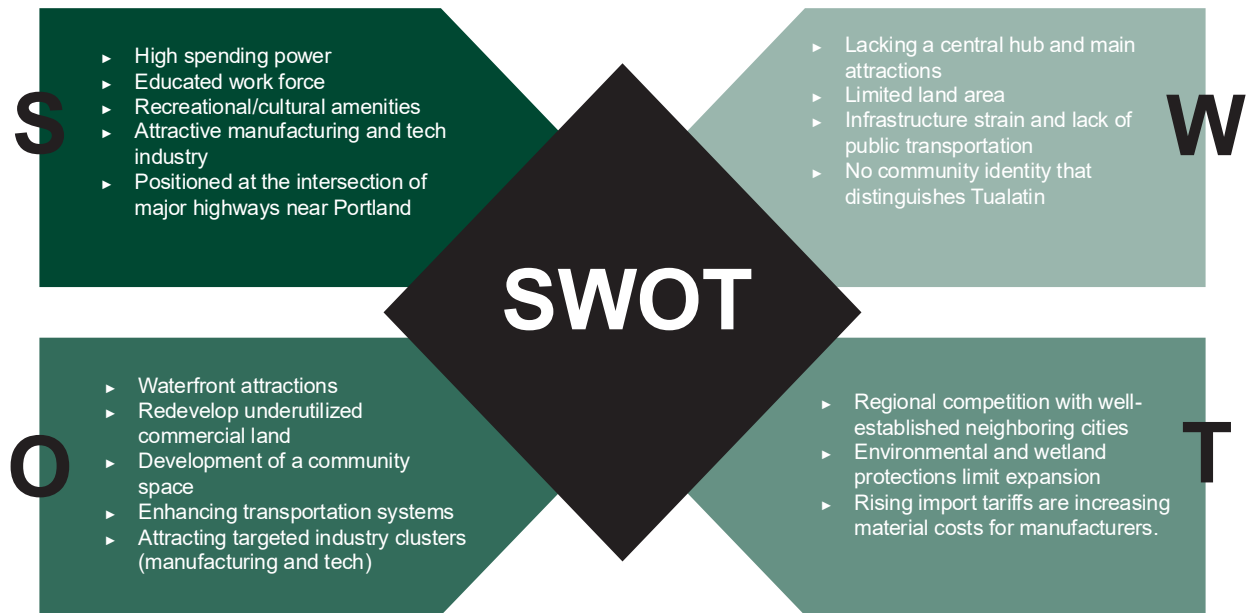 S
► High spending power
► Educated work force
► Recreational/cultural amenities
► Attractive manufacturing and tech
industry
► Positioned at the intersection of
major highways near Portland
W
► Lacking a central hub and main
attractions
► Limited land area
► Infrastructure strain and lack of
public transportation
► No community identity that
distinguishes Tualatin
SWOT
O
► Waterfront attractions
► Redevelop underutilized
commercial land
► Development of a community
space
► Enhancing transportation systems
► Attracting targeted industry clusters
(manufacturing and tech)
T
► Regional competition with well-
established neighboring cities
► Environmental and wetland
protections limit expansion
► Rising import tariffs are increasing
material costs for manufacturers.